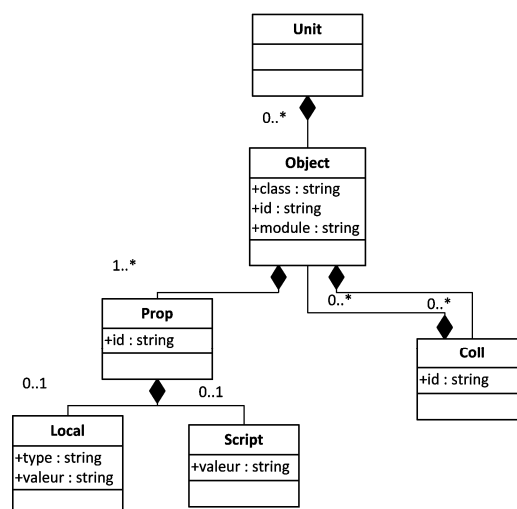 Unit
0..*
Object
+class : string
+id : string
+module : string
1..*
0..*
0..*
Prop
+id : string
Coll
+id : string
0..1
0..1
Local
+type : string
+valeur : string
Script
+valeur : string